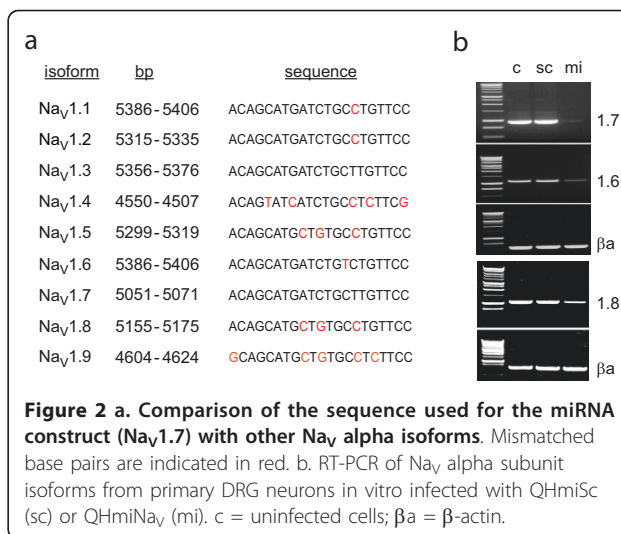 a
isoform bp sequence
NaV1.1 5386-5406 ACAGCATGATCTGCCTGTTCC
NaV1.2 5315-5335 ACAGCATGATCTGCCTGTTCC
NaV1.3 5356-5376 ACAGCATGATCTGCTTGTTCC
NaV1.4 4550-4507 ACAGTATCATCTGCCTCTTCG
NaV1.5 5299-5319 ACAGCATGCTGTGCCTGTTCC
NaV1.6 5386-5406 ACAGCATGATCTGTCTGTTCC
NaV1.7 5051-5071 ACAGCATGATCTGCTTGTTCC
NaV1.8 5155-5175 ACAGCATGCTGTGCCTGTTCC
NaV1.9 4604-4624 GCAGCATGCTGTGCCTCTTCC
b
c sc mi
1.7
1.6
βa
1.8
βa
Figure 2 a. Comparison of the sequence used for the miRNA
construct (NaV1.7) with other NaV alpha isoforms. Mismatched
base pairs are indicated in red. b. RT-PCR of NaV alpha subunit
isoforms from primary DRG neurons in vitro infected with QHmiSc
(sc) or QHmiNaV (mi). c = uninfected cells; βa = β-actin.